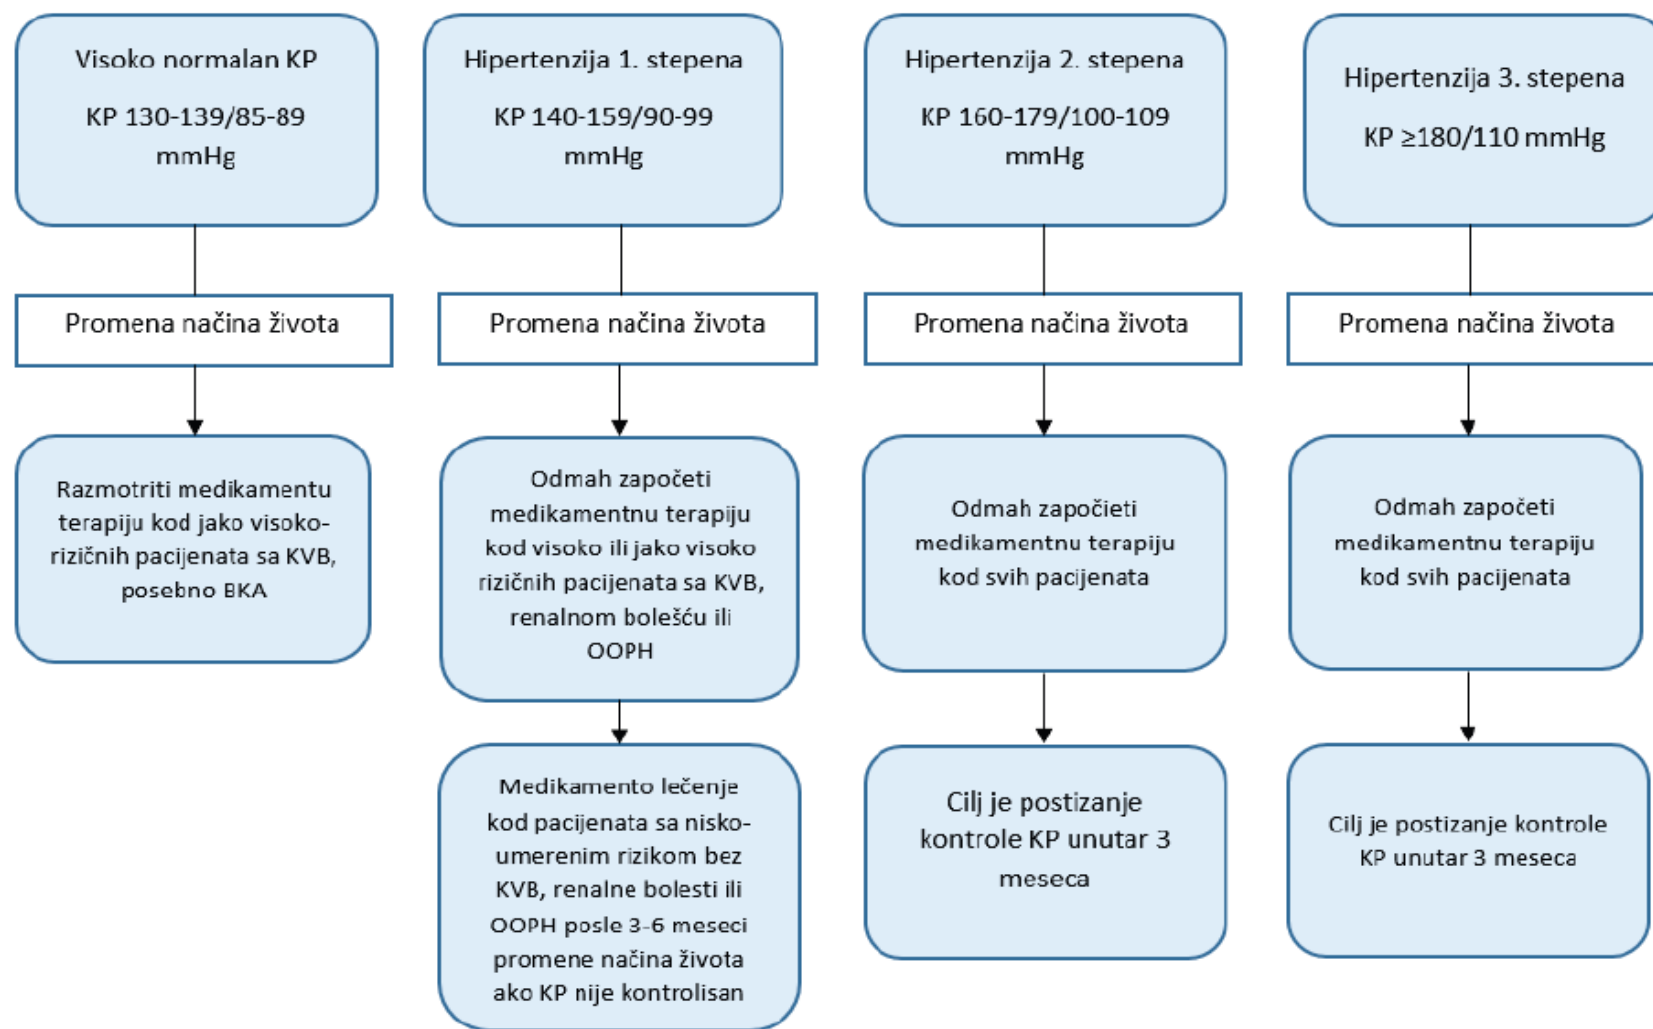 Visoko normalan KP
KP 130-139/85-89
mmHg
Hipertenzija 1. stepena
KP 140-159/90-99
mmHg
Hipertenzija 2. stepena
KP 160-179/100-109
mmHg
Hipertenzija 3. stepena
KP ≥180/110 mmHg
Promena načina života
Promena načina života
Promena načina života
Promena načina života
Razmotriti medikamentu
terapiju kod jako visoko-
rizičnih pacijenata sa KVB,
posebno BKA
Odmah započeti
medikamentnu terapiju
kod visoko ili jako visoko
rizičnih pacijenata sa KVB,
renalnom bolešću ili
OOPH
Odmah započieti
medikamentnu terapiju
kod svih pacijenata
Odmah započeti
medikamentnu terapiju
kod svih pacijenata
Medikamento lečenje
kod pacijenata sa nisko-
umerenim rizikom bez
KVB, renalne bolesti ili
OOPH posle 3-6 meseci
promene načina života
ako KP nije kontrolisan
Cilj je postizanje
kontrole KP unutar 3
meseca
Cilj je postizanje kontrole
KP unutar 3 meseca